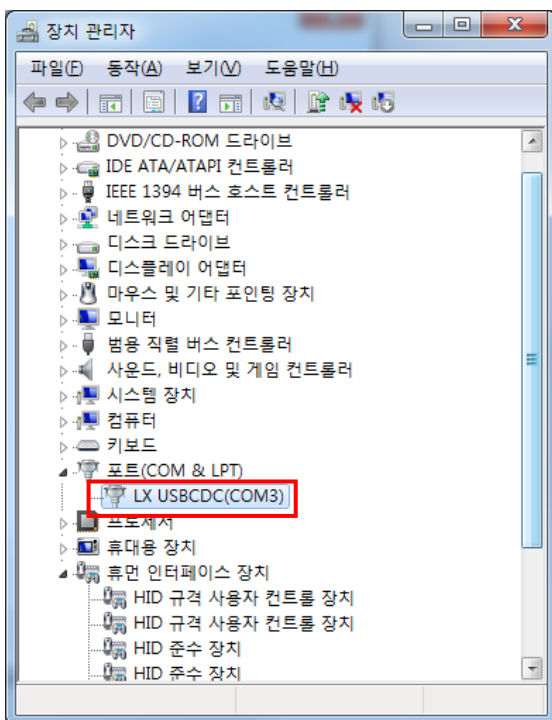 장치 관리자
파일(F) 동작(A) 보기(V) 도움말(H)
DVD/CD-ROM 드라이브
IDE ATA/ATAPI 컨트롤러
IEEE 1394 버스 호스트 컨트롤러
네트워크 어댑터
디스크 드라이브
디스플레이 어댑터
마우스 및 기타 포인팅 장치
모니터
범용 직렬 버스 컨트롤러
사운드, 비디오 및 게임 컨트롤러
시스템 장치
컴퓨터
키보드
포트(COM & LPT)
LX USBCDC(COM3)
프로세서
휴대용 장치
휴먼 인터페이스 장치
HID 규격 사용자 컨트롤 장치
HID 규격 사용자 컨트롤 장치
HID 준수 장치
HID 준수 장치